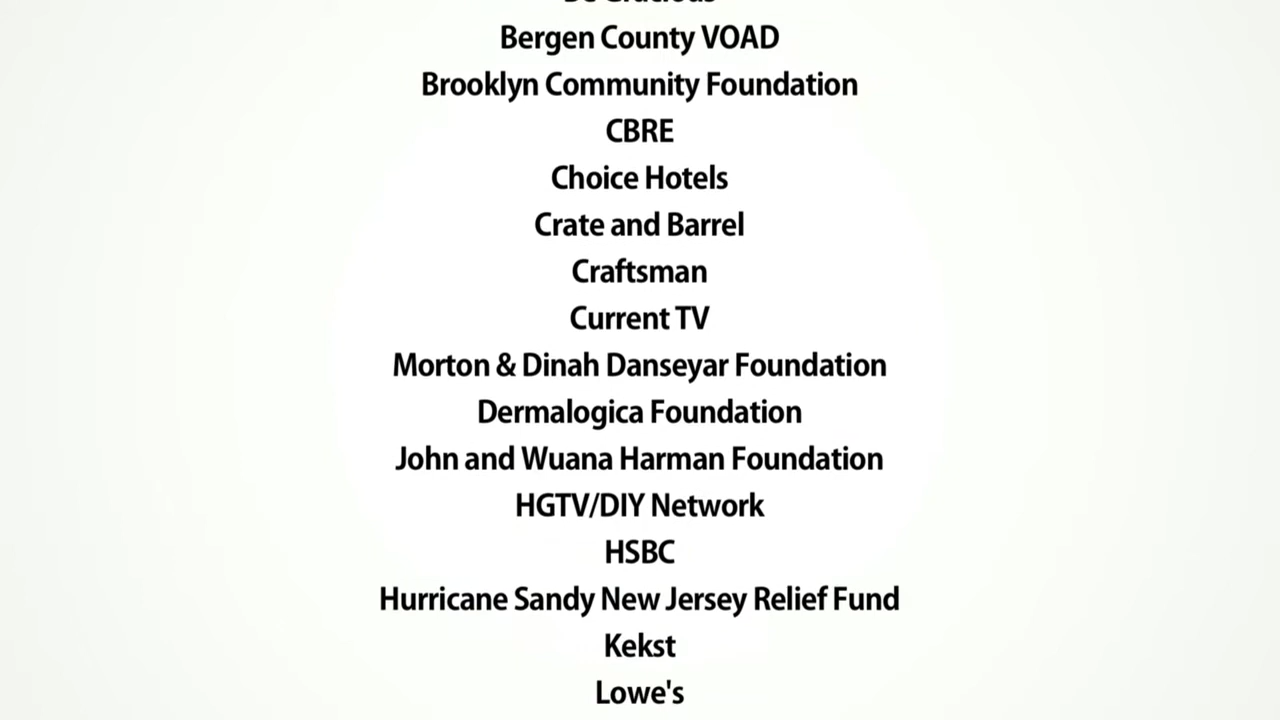 Bergen County VOAD
Brooklyn Community Foundation
CBRE
Choice Hotels
Crate and Barrel
Craftsman
Current TV
Morton & Dinah Danseyar Foundation
Dermalogica Foundation
John and Wuana Harman Foundation
HGTV/DIY Network
HSBC
Hurricane Sandy New Jersey Relief Fund
Kekst
Lowe's